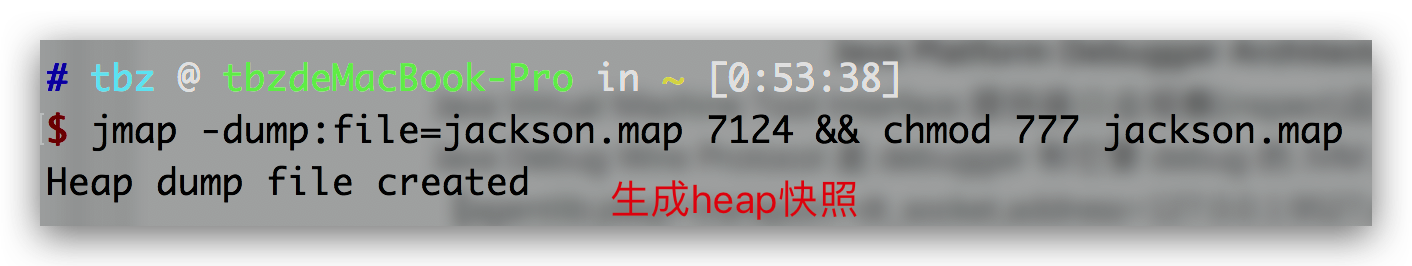 # tbz @ tbzdeMacBook-Pro in ~ [0:53:38]
$ jmap -dump:file=jackson.map 7124 && chmod 777 jackson.map
Heap dump file created
生成heap快照